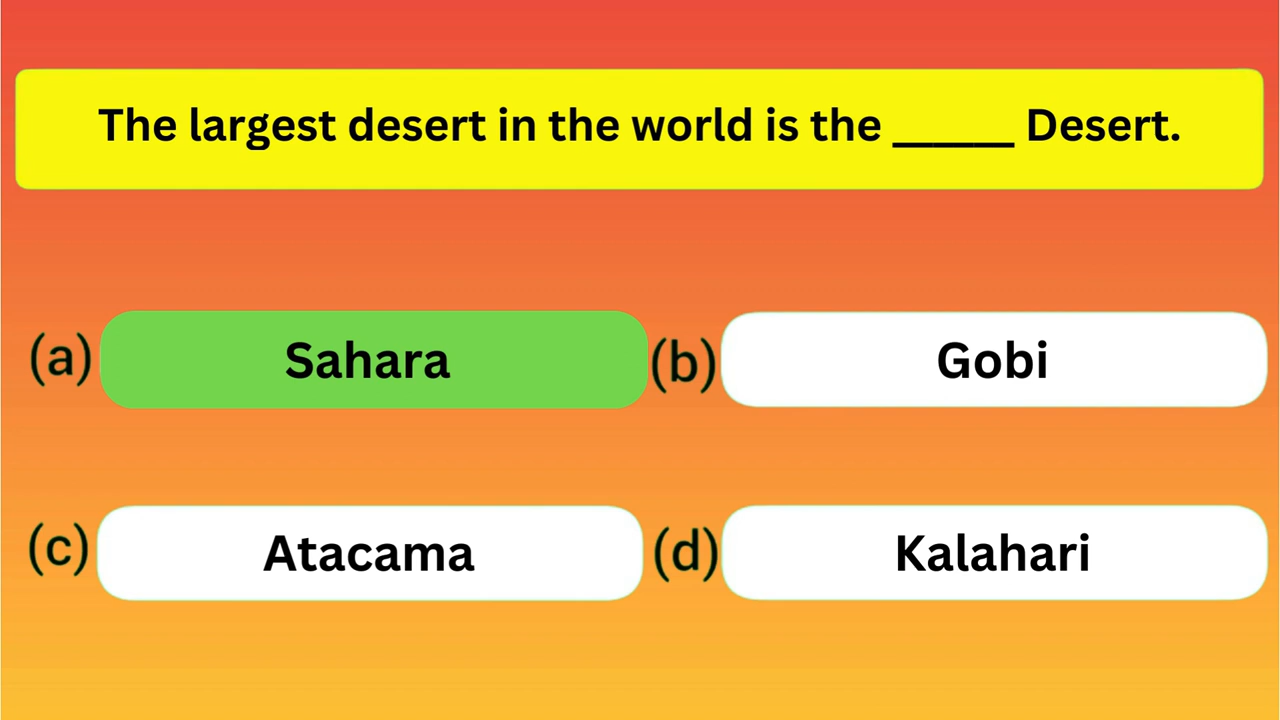 The largest desert in the world is the ______ Desert.
(a) Sahara
(b) Gobi
(c) Atacama
(d) Kalahari